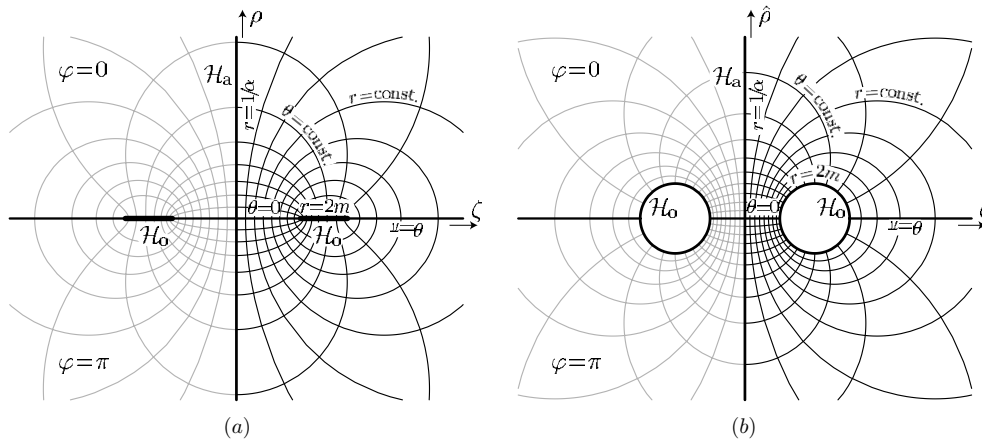 ρ
φ=0
ℋa
r=1/α
θ=const.
r=const.
θ=0
r=2m
θ=π
ζ
ℋo
ℋo
φ=π
(a)
ρ̂
φ=0
ℋa
r=1/α
θ=const.
r=const.
r=2m
ℋo
θ=0
ℋo
θ=π
φ=π
(b)